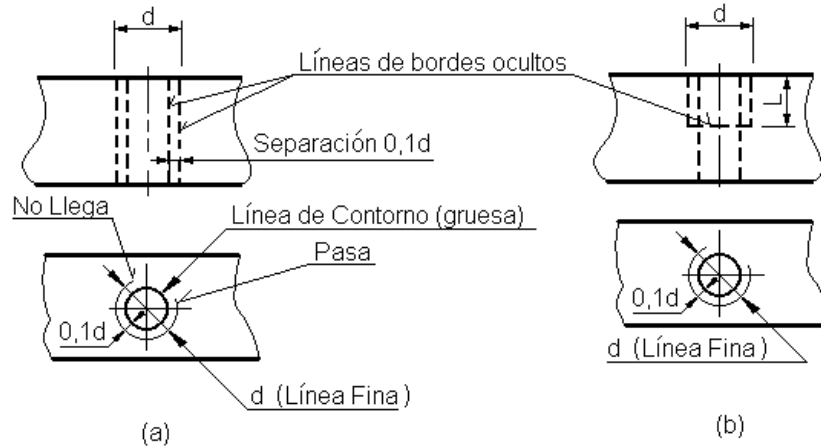 d
d
Líneas de bordes ocultos
L
Separación 0,1d
No Llega
Línea de Contorno (gruesa)
Pasa
0,1d
0,1d
d (Línea Fina )
d (Línea Fina )
(a)
(b)